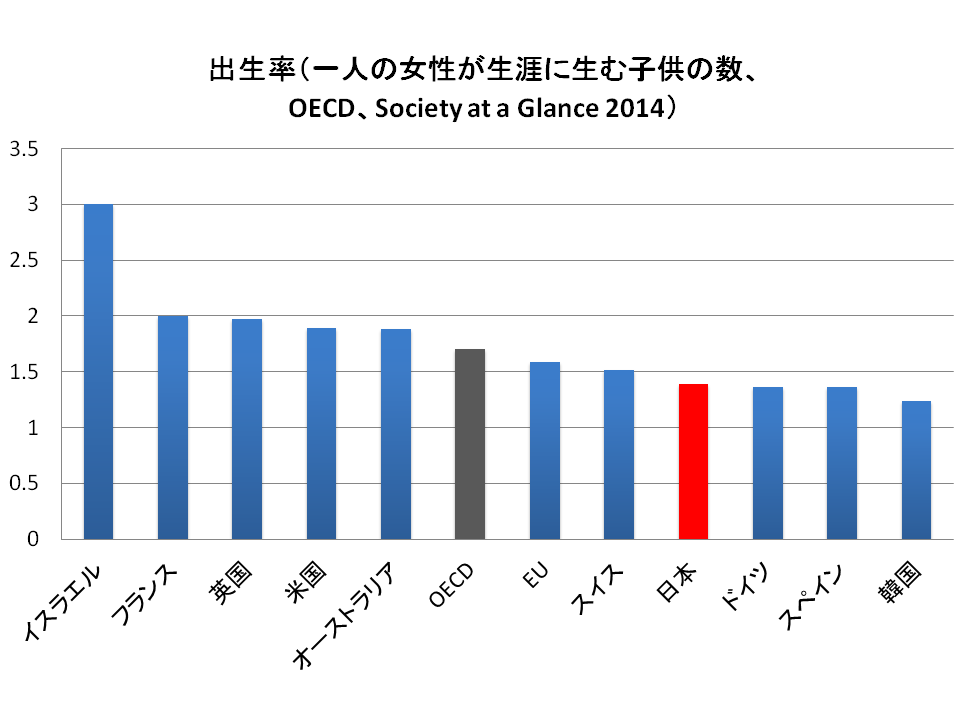 出生率（一人の女性が生涯に生む子供の数、
OECD、Society at a Glance 2014）
3.5
3
2.5
2
1.5
1
0.5
0
イスラエル
フランス
英国
米国
オーストラリア
OECD
EU
スイス
日本
ドイツ
スペイン
韓国